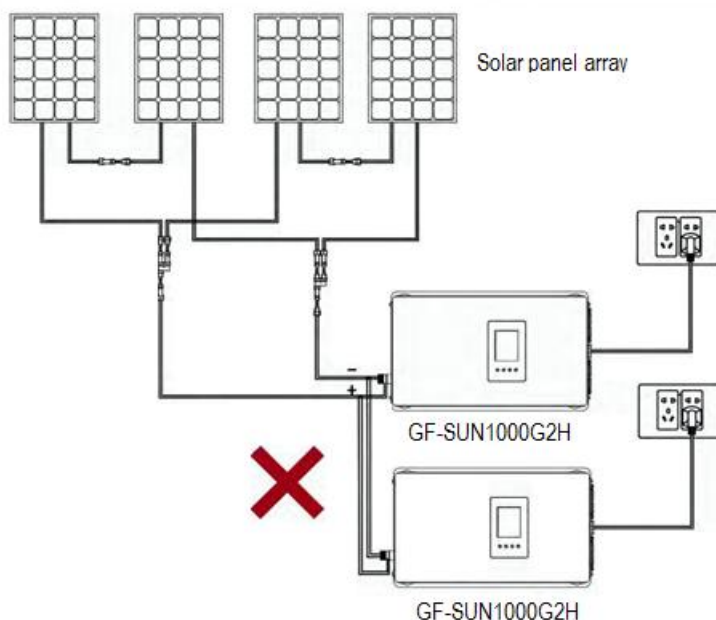 Solar panel array
−
+
GF-SUN1000G2H
GF-SUN1000G2H